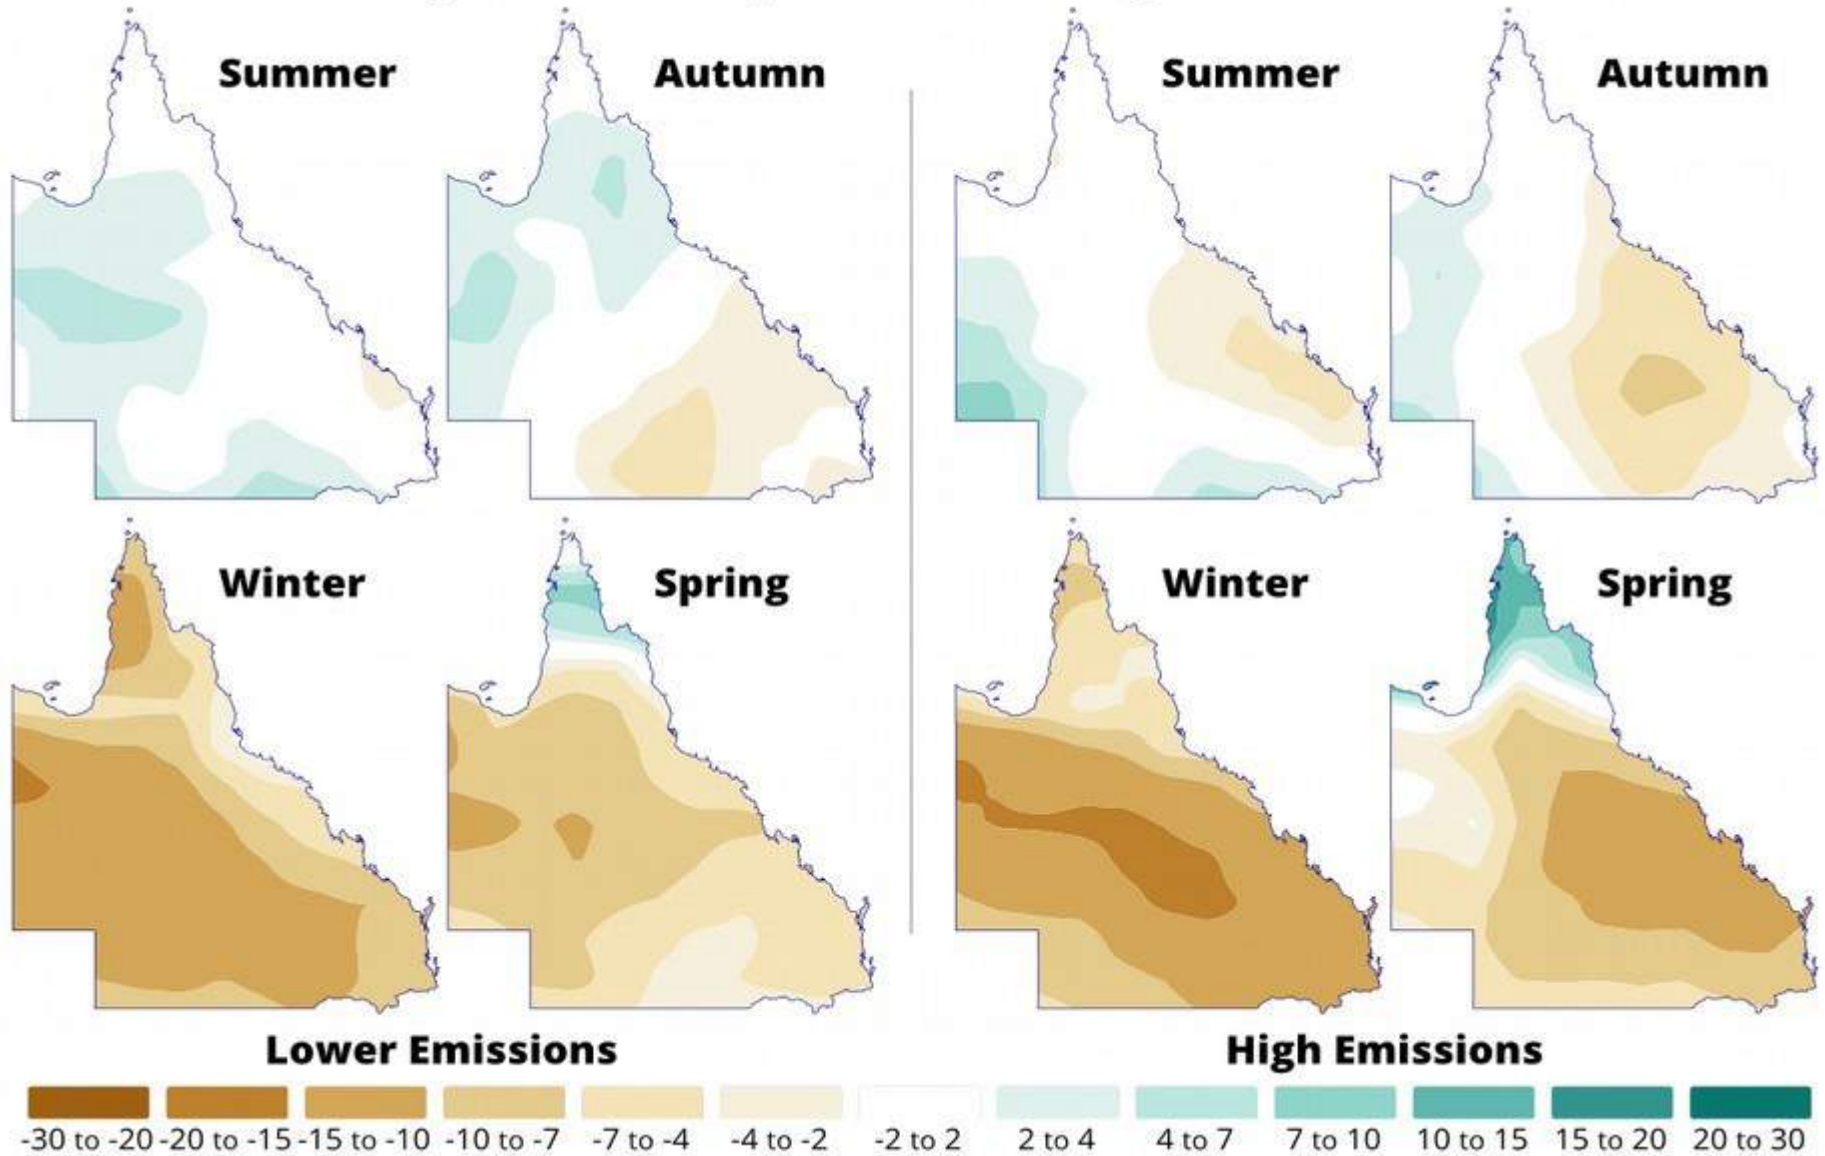 Summer
Autumn
Summer
Autumn
Winter
Spring
Winter
Spring
Lower Emissions
High Emissions
-30 to -20
-20 to -15
-15 to -10
-10 to -7
-7 to -4
-4 to -2
-2 to 2
2 to 4
4 to 7
7 to 10
10 to 15
15 to 20
20 to 30